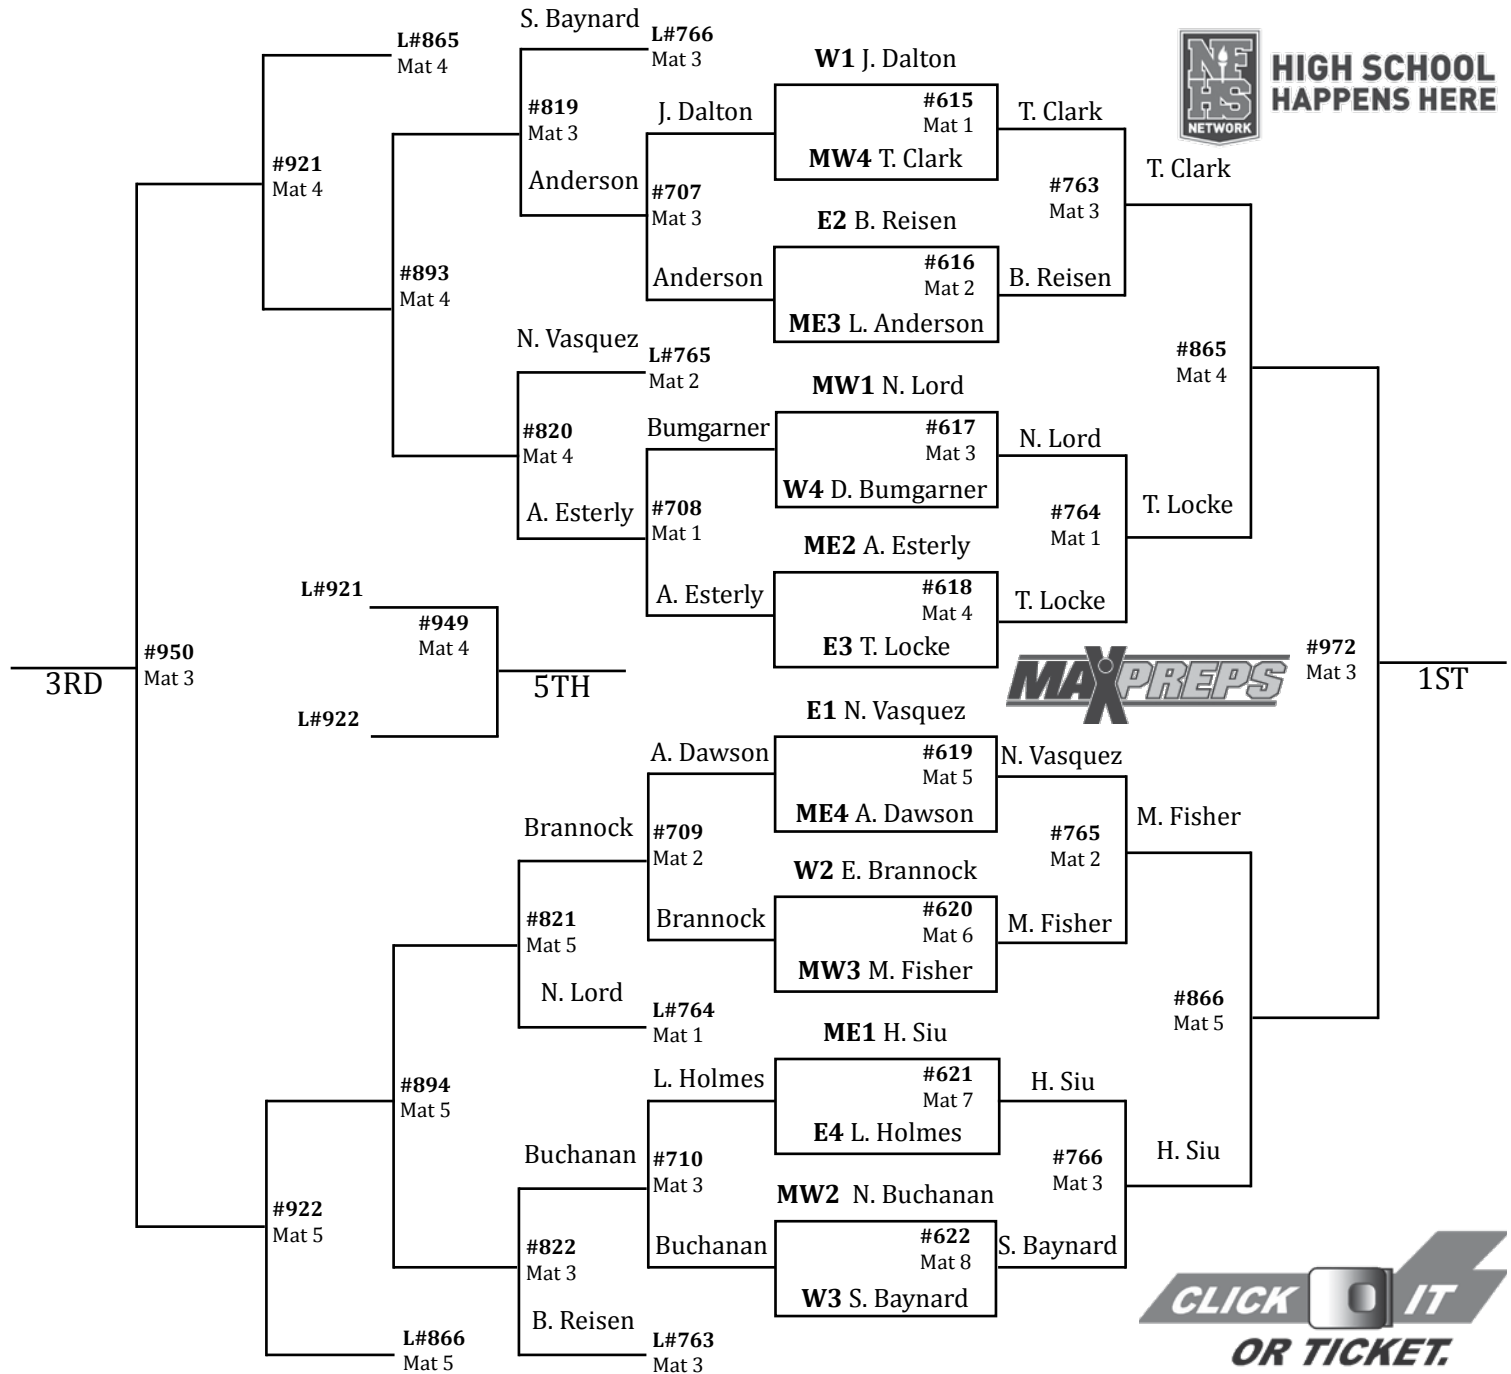 S. Baynard
L#865
Mat 4
L#766
Mat 3
W1 J. Dalton
NFHS
NETWORK
HIGH SCHOOL
HAPPENS HERE
#819
Mat 3
J. Dalton
#615
Mat 1
T. Clark
#921
Mat 4
Anderson
MW4 T. Clark
T. Clark
#707
Mat 3
#763
Mat 3
E2 B. Reisen
#893
Mat 4
Anderson
#616
Mat 2
B. Reisen
ME3 L. Anderson
N. Vasquez
L#765
Mat 2
#865
Mat 4
MW1 N. Lord
#820
Mat 4
Bumgarner
#617
Mat 3
N. Lord
W4 D. Bumgarner
A. Esterly
#708
Mat 1
#764
Mat 1
T. Locke
ME2 A. Esterly
L#921
A. Esterly
#618
Mat 4
T. Locke
#949
Mat 4
E3 T. Locke
#950
Mat 3
3RD
5TH
MAXPREPS
#972
Mat 3
1ST
L#922
E1 N. Vasquez
A. Dawson
#619
Mat 5
N. Vasquez
ME4 A. Dawson
M. Fisher
Brannock
#709
Mat 2
#765
Mat 2
W2 E. Brannock
#821
Mat 5
Brannock
#620
Mat 6
M. Fisher
MW3 M. Fisher
N. Lord
L#764
Mat 1
#866
Mat 5
ME1 H. Siu
#894
Mat 5
L. Holmes
#621
Mat 7
H. Siu
E4 L. Holmes
Buchanan
#710
Mat 3
#766
Mat 3
H. Siu
MW2 N. Buchanan
#922
Mat 5
#822
Mat 3
Buchanan
#622
Mat 8
S. Baynard
W3 S. Baynard
B. Reisen
L#866
Mat 5
L#763
Mat 3
CLICK IT
OR TICKET.